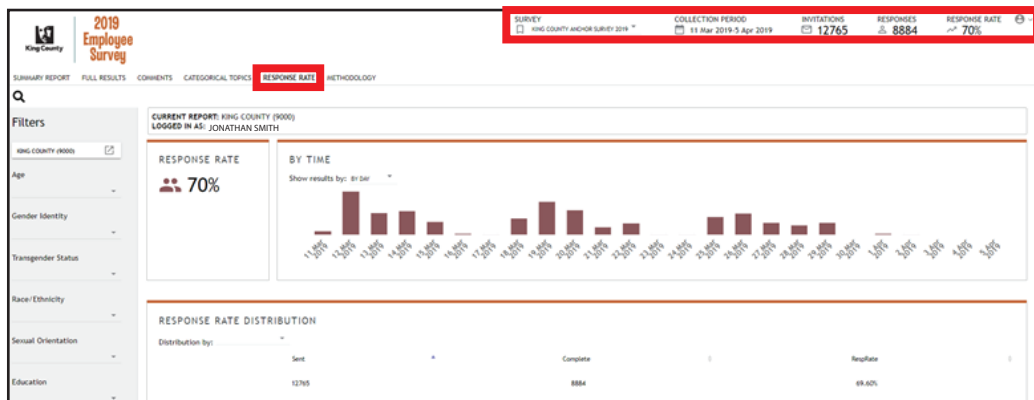 King County
2019
Employee
Survey
SURVEY
KING COUNTY ANCHOR SURVEY 2019
COLLECTION PERIOD
11 Mar 2019-5 Apr 2019
INVITATIONS
12765
RESPONSES
8884
RESPONSE RATE
70%
SUMMARY REPORT FULL RESULTS COMMENTS CATEGORICAL TOPICS RESPONSE RATE METHODOLOGY
Filters
KING COUNTY (9000)
Age
Gender Identity
Transgender Status
Race/Ethnicity
Sexual Orientation
Education
CURRENT REPORT: KING COUNTY (9000)
LOGGED IN AS: JONATHAN SMITH
RESPONSE RATE
70%
BY TIME
Show results by: BY DAY
11 Mar 2019
12 Mar 2019
13 Mar 2019
14 Mar 2019
15 Mar 2019
16 Mar 2019
17 Mar 2019
18 Mar 2019
19 Mar 2019
20 Mar 2019
21 Mar 2019
22 Mar 2019
23 Mar 2019
24 Mar 2019
25 Mar 2019
26 Mar 2019
27 Mar 2019
28 Mar 2019
29 Mar 2019
30 Mar 2019
1 Apr 2019
2 Apr 2019
3 Apr 2019
4 Apr 2019
5 Apr 2019
RESPONSE RATE DISTRIBUTION
Distribution by:
Sent Complete RespRate
12765 8884 69.60%